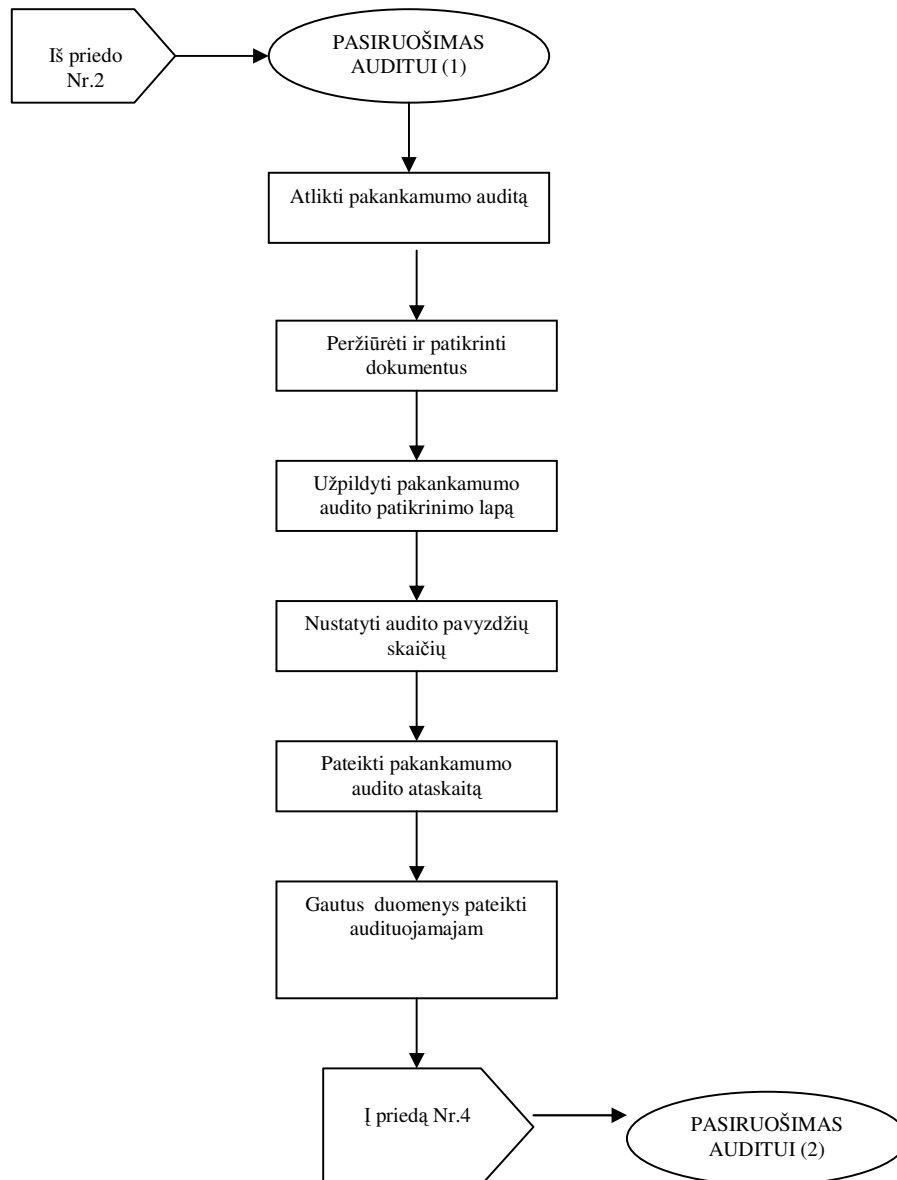 Iš priedo
Nr.2
PASIRUOŠIMAS
AUDITUI (1)
Atlikti pakankamumo auditą
Peržiūrėti ir patikrinti
dokumentus
Užpildyti pakankamumo
audito patikrinimo lapą
Nustatyti audito pavyzdžių
skaičių
Pateikti pakankamumo
audito ataskaitą
Gautus duomenys pateikti
audituojamajam
Į priedą Nr.4
PASIRUOŠIMAS
AUDITUI (2)